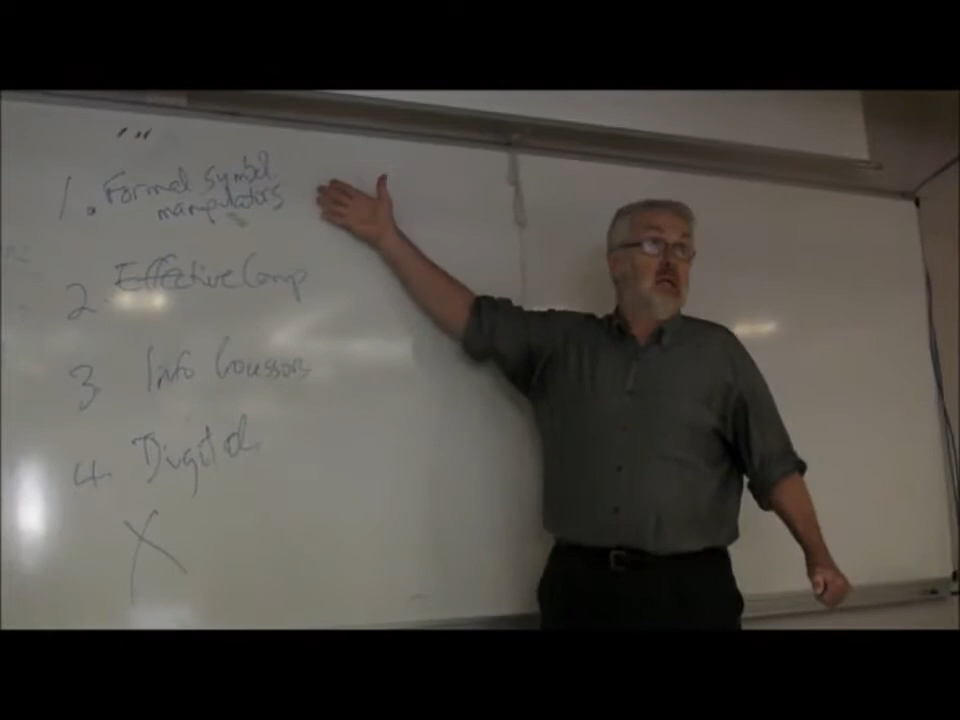 1. Formal symbol
manipulators
2 Effective Comp
3 Info Processors
4. Digital
X